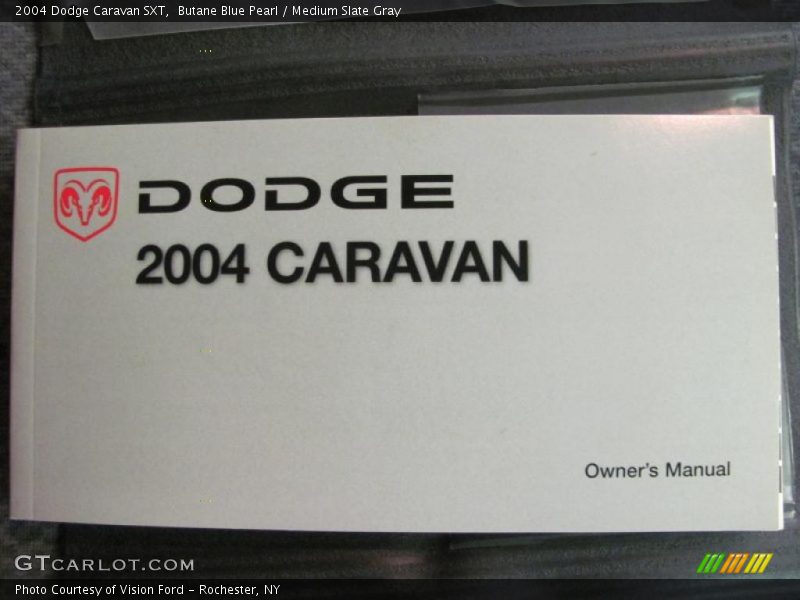 2004 Dodge Caravan SXT,  Butane Blue Pearl / Medium Slate Gray
DODGE
2004 CARAVAN
Owner's Manual
GTCARLOT.COM
Photo Courtesy of Vision Ford - Rochester, NY